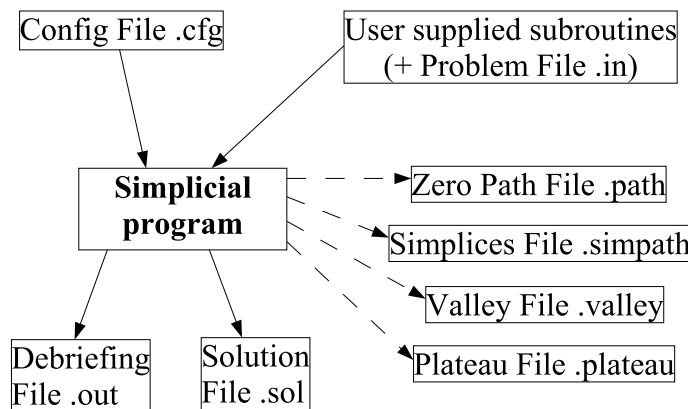 Config File .cfg
User supplied subroutines
(+ Problem File .in)
Simplicial
program
Zero Path File .path
Simplices File .simpath
Valley File .valley
Plateau File .plateau
Debriefing
File .out
Solution
File .sol